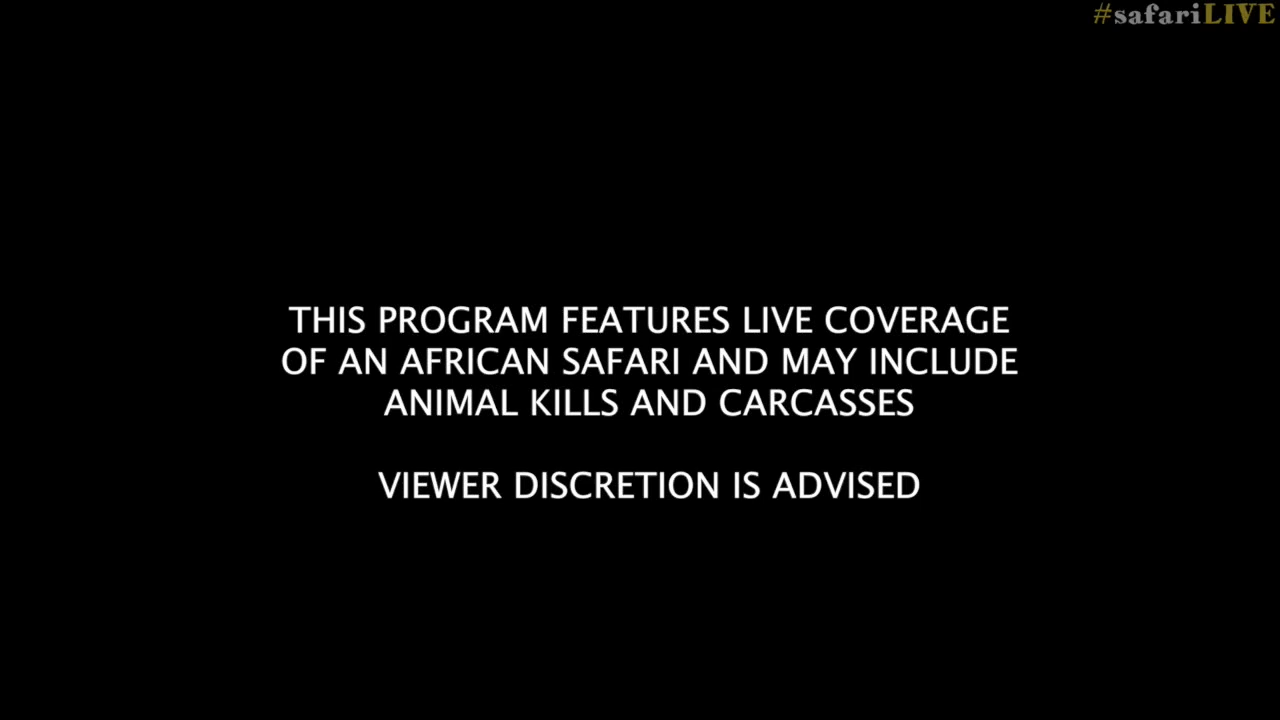 #safariLIVE
THIS PROGRAM FEATURES LIVE COVERAGE
OF AN AFRICAN SAFARI AND MAY INCLUDE
ANIMAL KILLS AND CARCASSES
VIEWER DISCRETION IS ADVISED